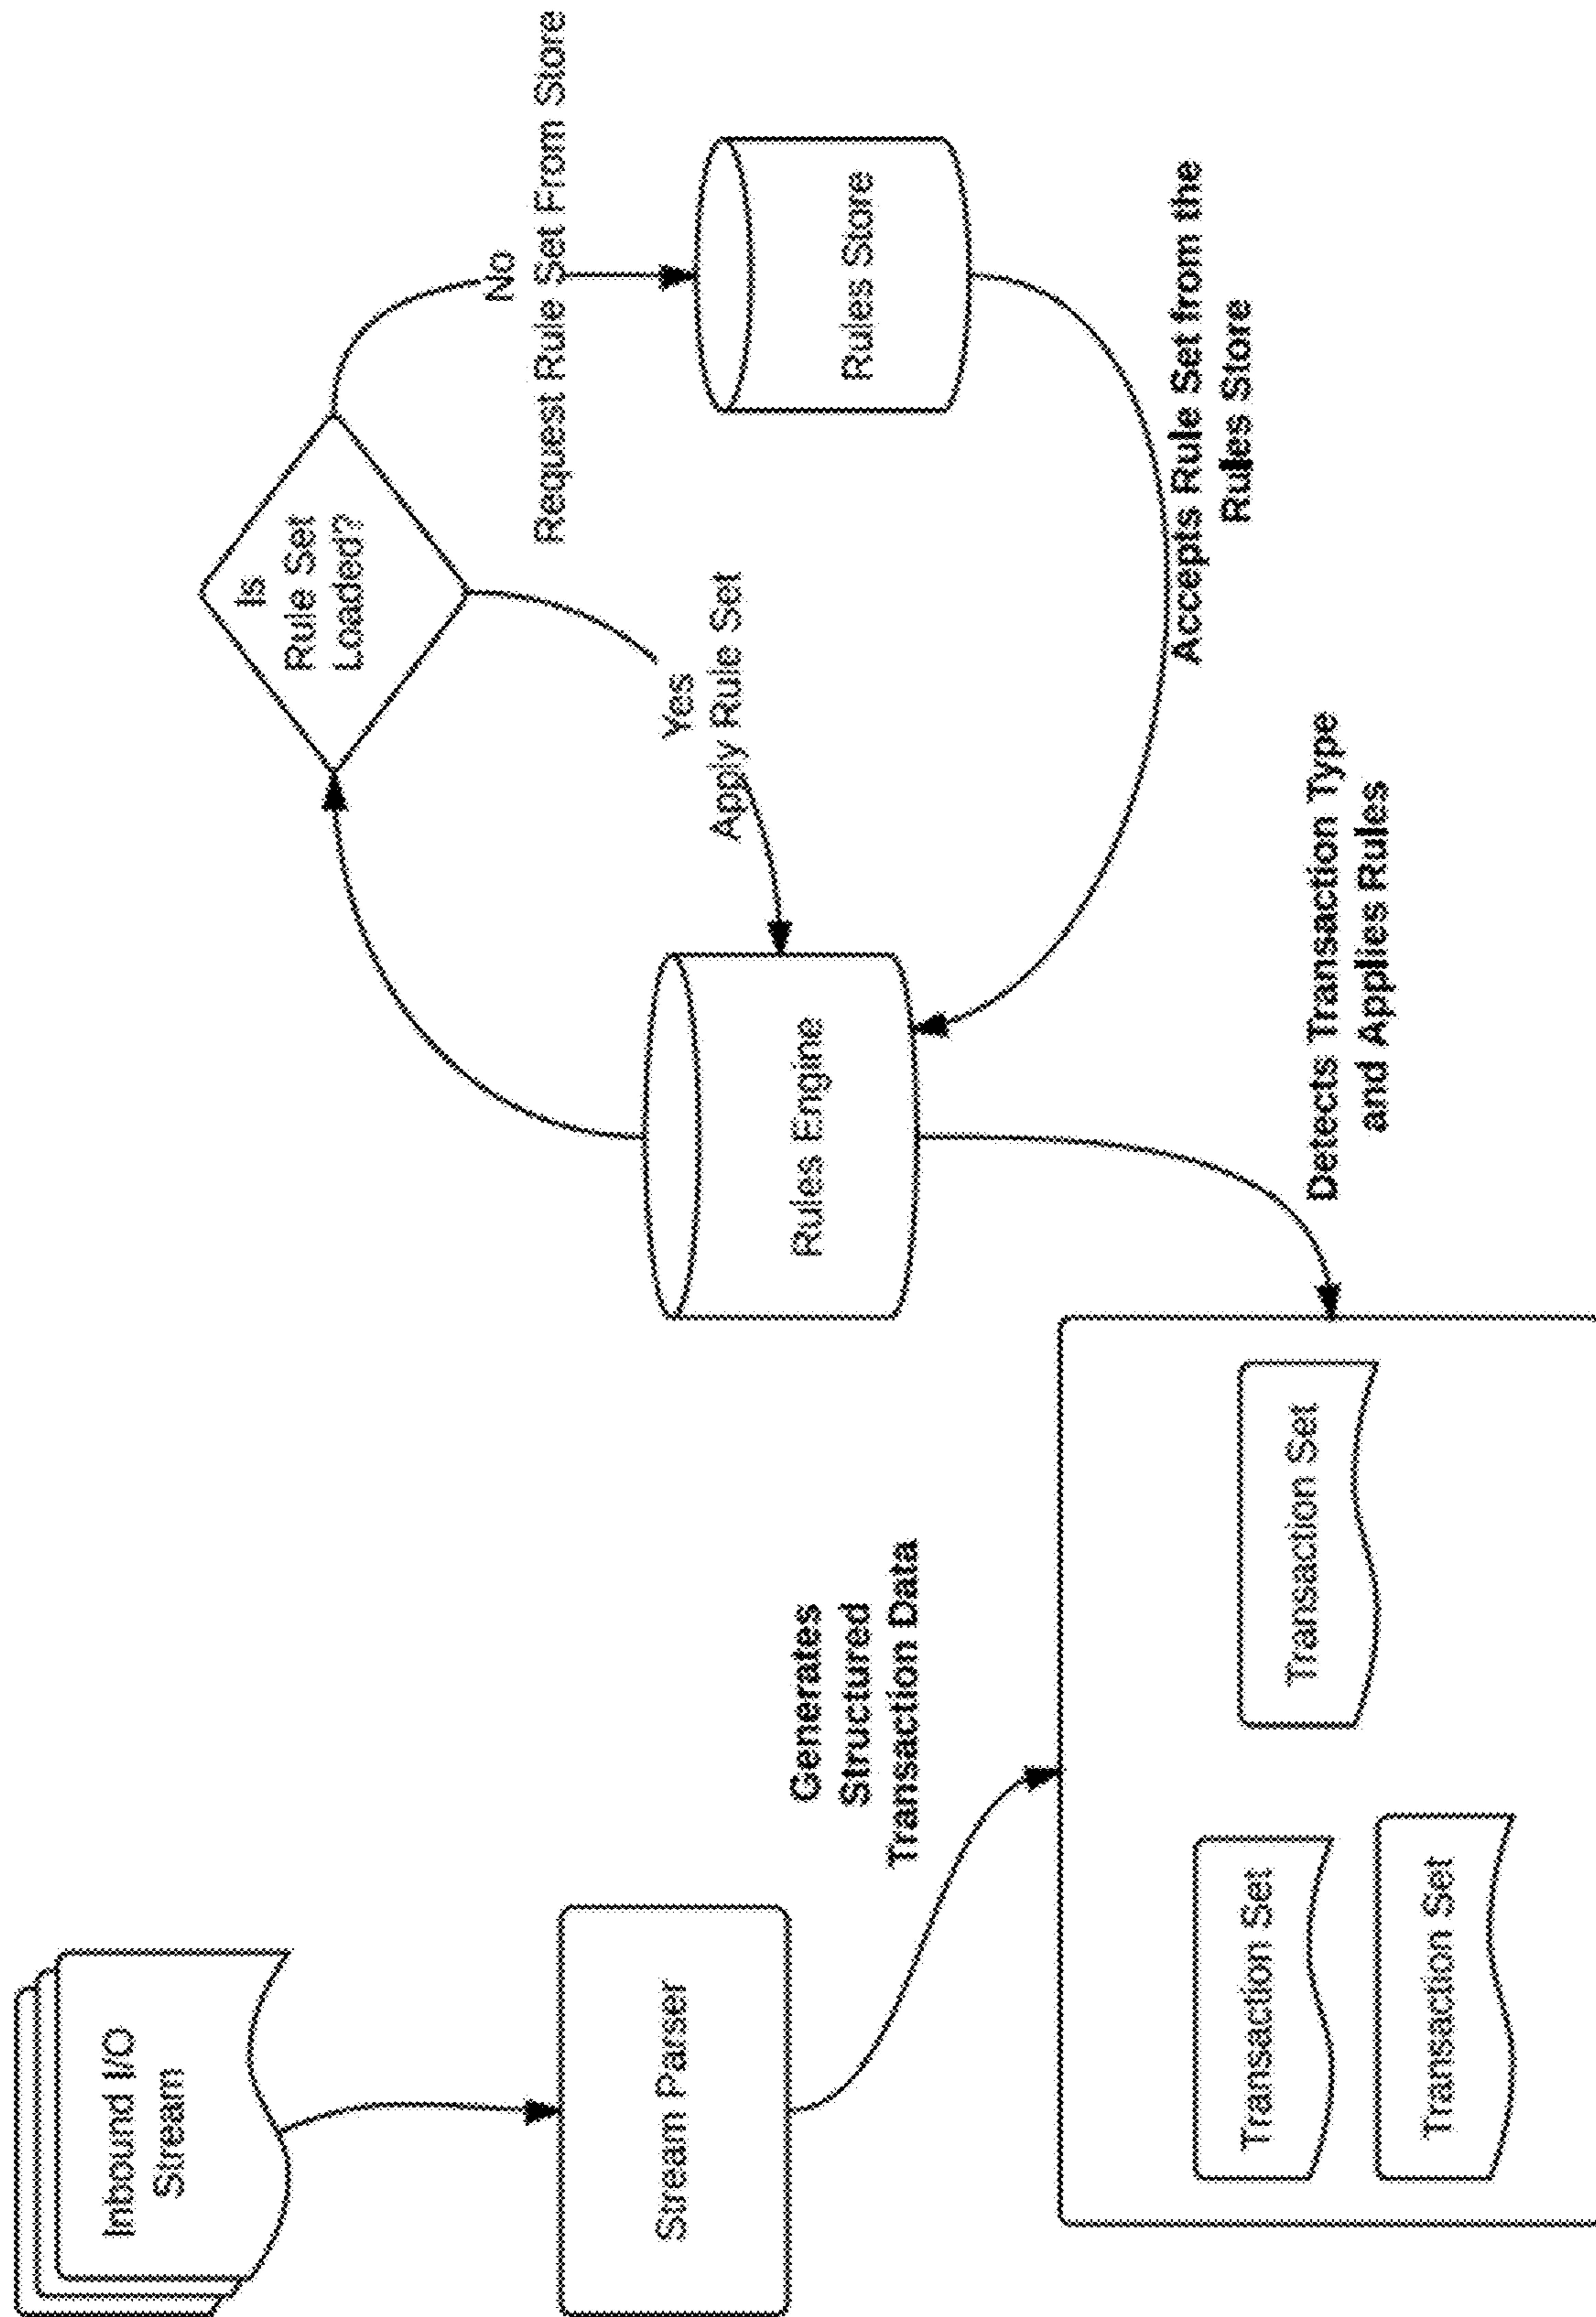 Inbound I/O
Stream
Stream Parser
Generates
Structured
Transaction Data
Transaction Set
Transaction Set
Transaction Set
Rules Engine
Is
Rule Set
Loaded?
Yes
Apply Rule Set
No
Request Rule Set From Store
Rules Store
Accepts Rule Set from the
Rules Store
Detects Transaction Type
and Applies Rules